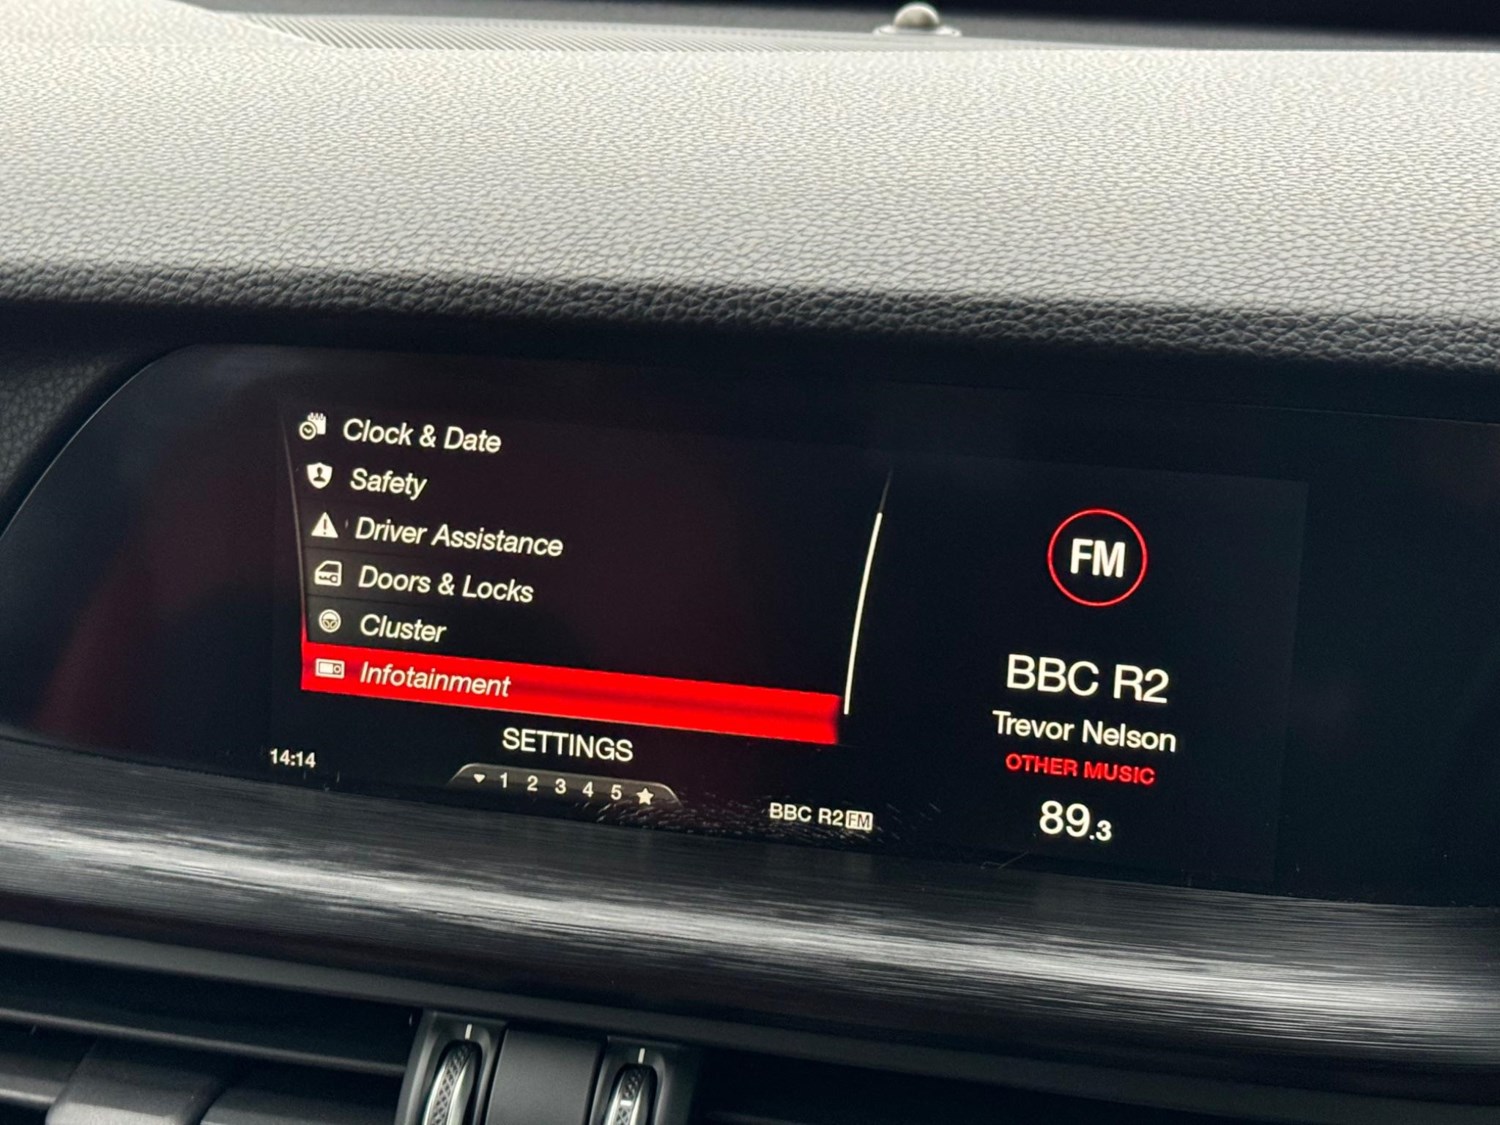 Clock & Date
Safety
Driver Assistance
Doors & Locks
Cluster
Infotainment
SETTINGS
14:14
1 2 3 4 5
BBC R2 FM
FM
BBC R2
Trevor Nelson
OTHER MUSIC
89.3